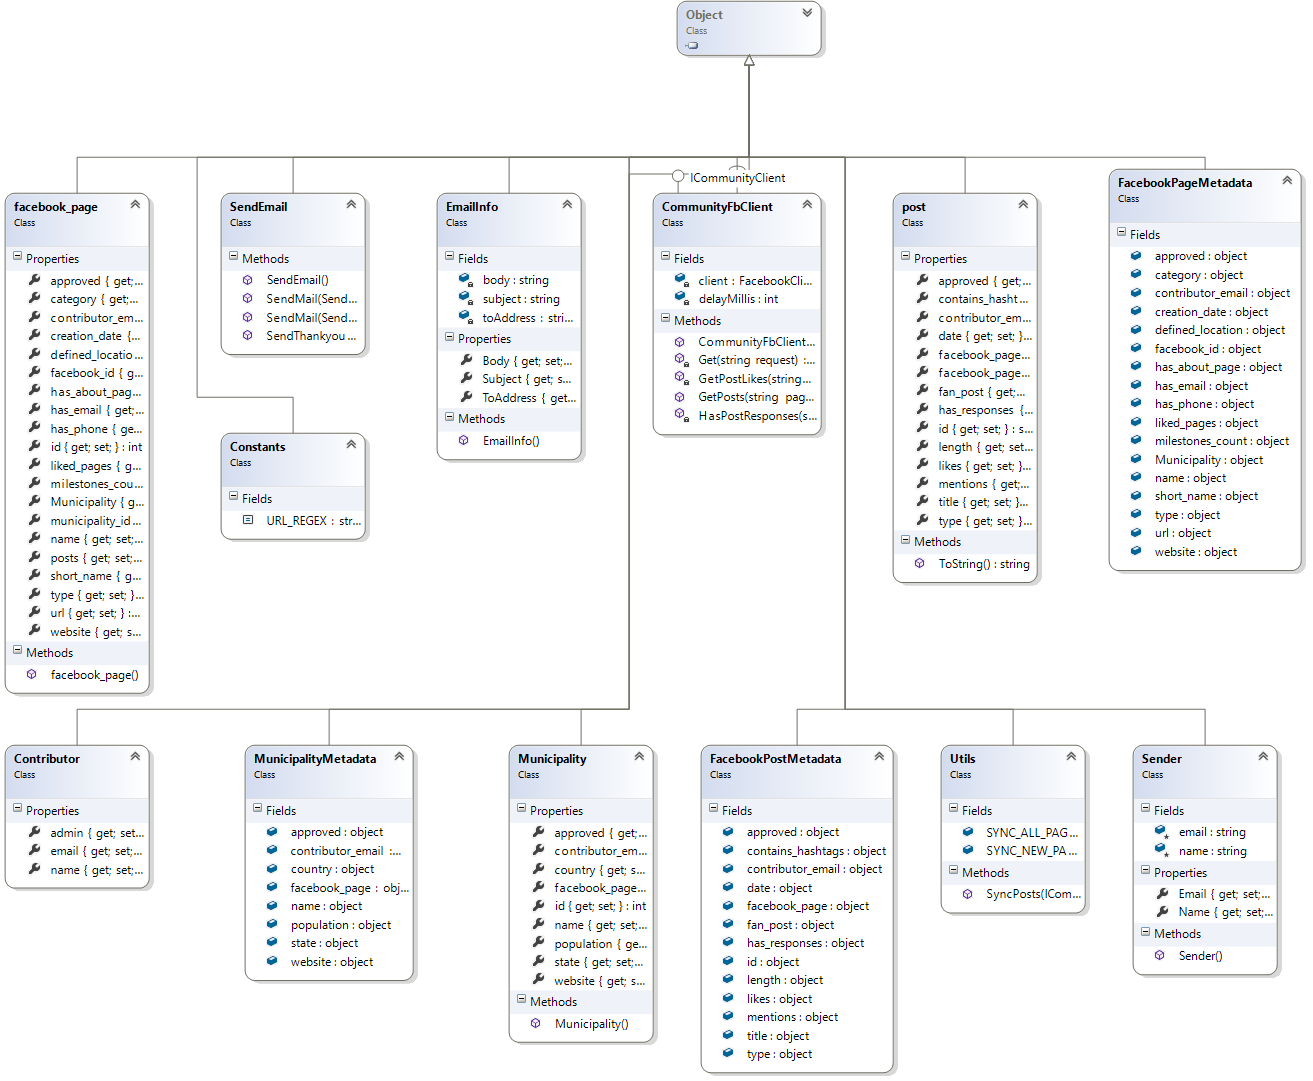 Object
Class
ICommunityClient
facebook_page
Class
Properties
approved { get;...
category { get;...
contributor_em...
creation_date {...
defined_locatio...
facebook_id { g...
has_about_pag...
has_email { get;...
has_phone { ge...
id { get; set; } : int
liked_pages { g...
milestones_cou...
Municipality { g...
municipality_id ...
name { get; set;...
posts { get; set;...
short_name { g...
type { get; set; }...
url { get; set; } :...
website { get; s...
Methods
facebook_page()
SendEmail
Class
Methods
SendEmail()
SendMail(Send...
SendMail(Send...
SendThankyou ...
Constants
Class
Fields
URL_REGEX : str...
EmailInfo
Class
Fields
body : string
subject : string
toAddress : stri...
Properties
Body { get; set;...
Subject { get; s...
ToAddress { get...
Methods
EmailInfo()
CommunityFbClient
Class
Fields
client : FacebookCli...
delayMillis : int
Methods
CommunityFbClient...
Get(string request) :...
GetPostLikes(string...
GetPosts(string pag...
HasPostResponses(s...
post
Class
Properties
approved { get;...
contains_hasht...
contributor_em...
date { get; set; }...
facebook_page...
facebook_page...
fan_post { get;...
has_responses {...
id { get; set; } : s...
length { get; set...
likes { get; set; }...
mentions { get;...
title { get; set; }...
type { get; set; }...
Methods
ToString() : string
FacebookPageMetadata
Class
Fields
approved : object
category : object
contributor_email : object
creation_date : object
defined_location : object
facebook_id : object
has_about_page : object
has_email : object
has_phone : object
liked_pages : object
milestones_count : object
Municipality : object
name : object
short_name : object
type : object
url : object
website : object
Contributor
Class
Properties
admin { get; set...
email { get; set;...
name { get; set;...
MunicipalityMetadata
Class
Fields
approved : object
contributor_email :...
country : object
facebook_page : obj...
name : object
population : object
state : object
website : object
Municipality
Class
Properties
approved { get;...
contributor_em...
country { get; s...
facebook_page...
id { get; set; } : int
name { get; set;...
population { ge...
state { get; set;...
website { get; s...
Methods
Municipality()
FacebookPostMetadata
Class
Fields
approved : object
contains_hashtags : object
contributor_email : object
date : object
facebook_page : object
fan_post : object
has_responses : object
id : object
length : object
likes : object
mentions : object
title : object
type : object
Utils
Class
Fields
SYNC_ALL_PAG...
SYNC_NEW_PA ...
Methods
SyncPosts(ICom...
Sender
Class
Fields
email : string
name : string
Properties
Email { get; set;...
Name { get; set;...
Methods
Sender()